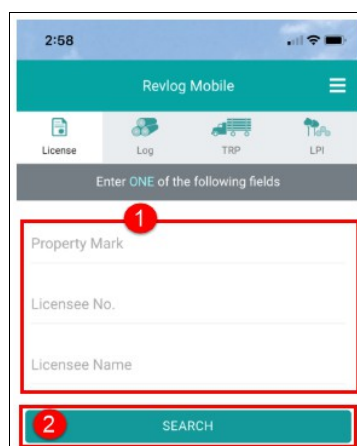 2:58
Revlog Mobile
License Log TRP LPI
Enter ONE of the following fields
1
Property Mark
Licensee No.
Licensee Name
2 SEARCH